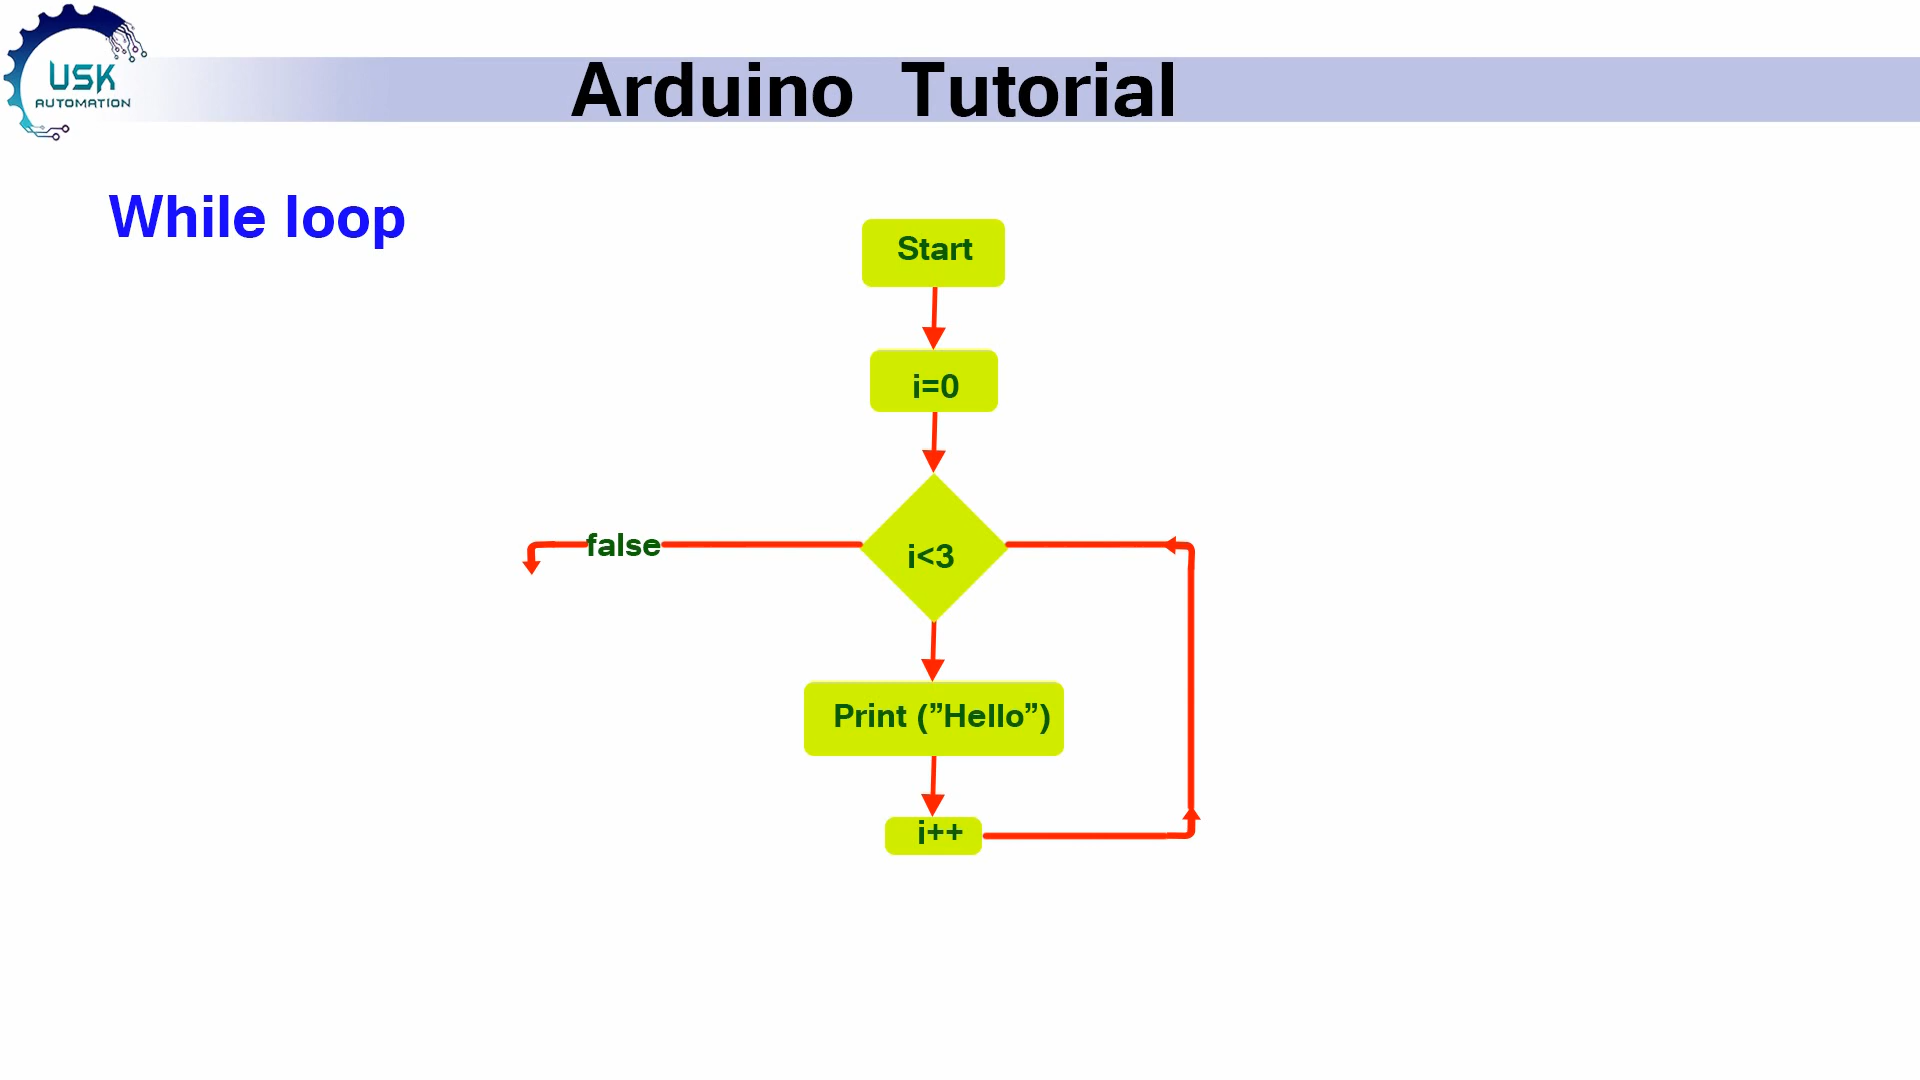 USK
AUTOMATION
Arduino Tutorial
While loop
Start
i=0
false
i<3
Print (”Hello”)
i++